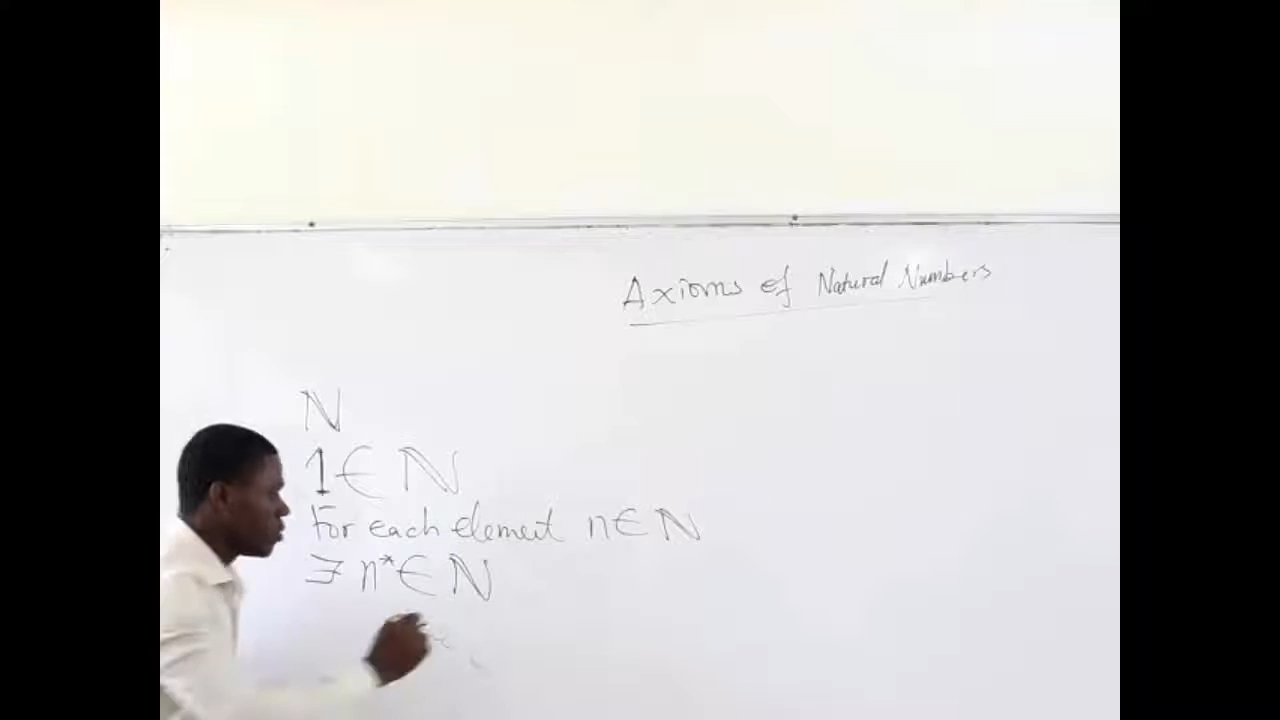 Axioms of Natural Numbers
ℕ
1 ∈ ℕ
For each element n ∈ ℕ
∃ n* ∈ ℕ